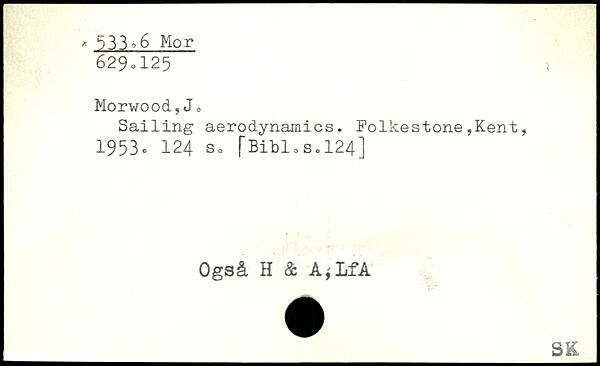 * 533.6 Mor
629.125
Morwood,J.
Sailing aerodynamics. Folkestone,Kent,
1953. 124 s. [Bibl.s.124]
Også H & A,LfA
SK